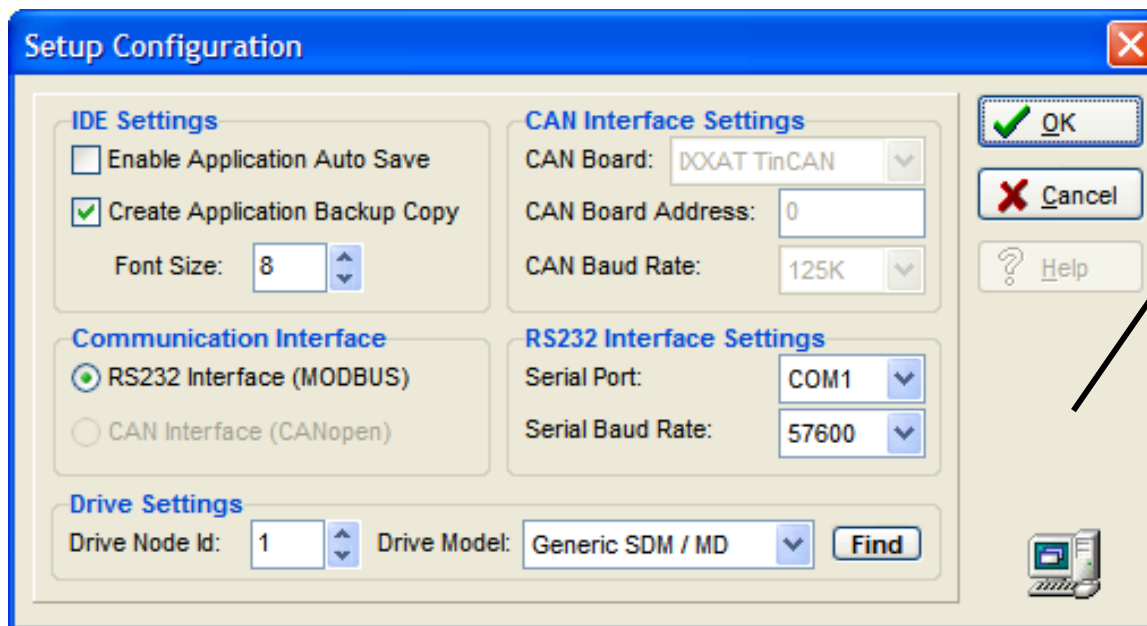 Setup Configuration
IDE Settings
Enable Application Auto Save
Create Application Backup Copy
Font Size: 8
CAN Interface Settings
CAN Board: IXXAT TinCAN
CAN Board Address: 0
CAN Baud Rate: 125K
OK
Cancel
Help
Communication Interface
RS232 Interface (MODBUS)
CAN Interface (CANopen)
RS232 Interface Settings
Serial Port: COM1
Serial Baud Rate: 57600
Drive Settings
Drive Node Id: 1 Drive Model: Generic SDM / MD Find